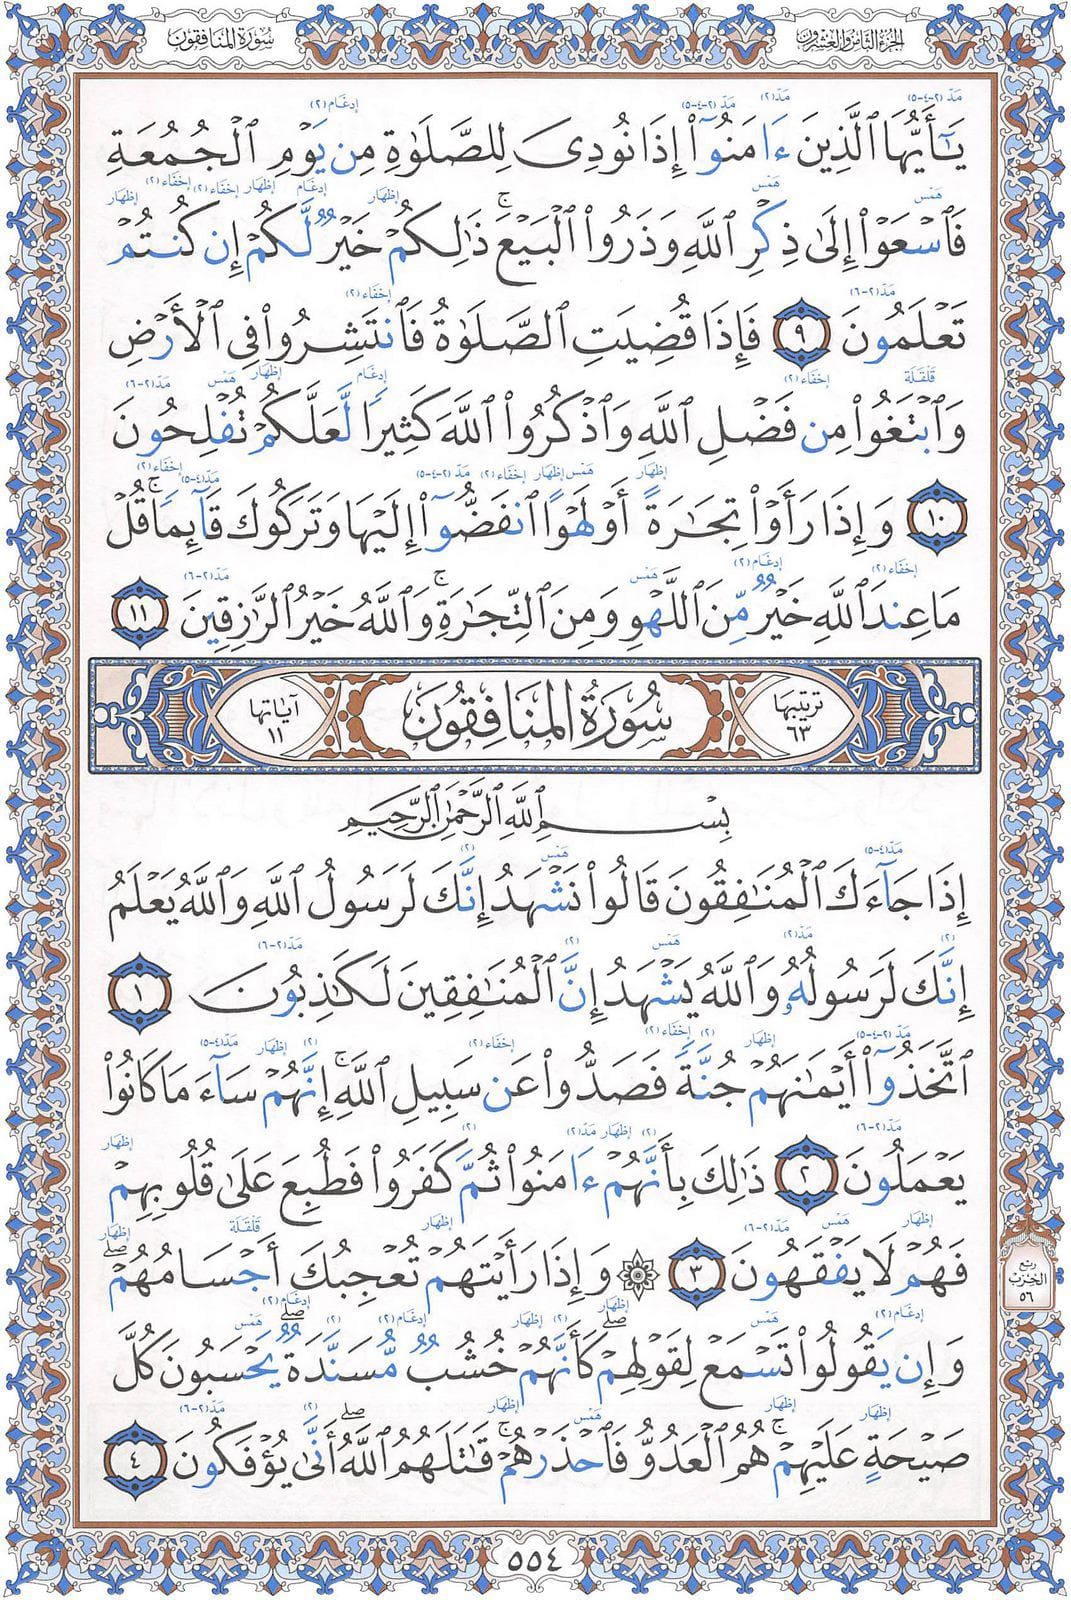 الجزء الثامن والعشرون
سورة المنافقون
يَٰٓأَيُّهَا ٱلَّذِينَ ءَامَنُوٓا۟ إِذَا نُودِىَ لِلصَّلَوٰةِ مِن يَوْمِ ٱلْجُمُعَةِ
فَٱسْعَوْا۟ إِلَىٰ ذِكْرِ ٱللَّهِ وَذَرُوا۟ ٱلْبَيْعَ ۚ ذَٰلِكُمْ خَيْرٌ لَّكُمْ إِن كُنتُمْ
تَعْلَمُونَ ٩ فَإِذَا قُضِيَتِ ٱلصَّلَوٰةُ فَٱنتَشِرُوا۟ فِى ٱلْأَرْضِ
وَٱبْتَغُوا۟ مِن فَضْلِ ٱللَّهِ وَٱذْكُرُوا۟ ٱللَّهَ كَثِيرًا لَّعَلَّكُمْ تُفْلِحُونَ
١٠ وَإِذَا رَأَوْا۟ تِجَٰرَةً أَوْ لَهْوًا ٱنفَضُّوٓا۟ إِلَيْهَا وَتَرَكُوكَ قَآئِمًا ۚ قُلْ
مَا عِندَ ٱللَّهِ خَيْرٌ مِّنَ ٱللَّهْوِ وَمِنَ ٱلتِّجَٰرَةِ ۚ وَٱللَّهُ خَيْرُ ٱلرَّٰزِقِينَ ١١
ترتيبها ٦٣
سورة المنافقون
آياتها ١١
بِسْمِ ٱللَّهِ ٱلرَّحْمَٰنِ ٱلرَّحِيمِ
إِذَا جَآءَكَ ٱلْمُنَٰفِقُونَ قَالُوا۟ نَشْهَدُ إِنَّكَ لَرَسُولُ ٱللَّهِ وَٱللَّهُ يَعْلَمُ
إِنَّكَ لَرَسُولُهُۥ وَٱللَّهُ يَشْهَدُ إِنَّ ٱلْمُنَٰفِقِينَ لَكَٰذِبُونَ ١
ٱتَّخَذُوٓا۟ أَيْمَٰنَهُمْ جُنَّةً فَصَدُّوا۟ عَن سَبِيلِ ٱللَّهِ ۚ إِنَّهُمْ سَآءَ مَا كَانُوا۟
يَعْمَلُونَ ٢ ذَٰلِكَ بِأَنَّهُمْ ءَامَنُوا۟ ثُمَّ كَفَرُوا۟ فَطُبِعَ عَلَىٰ قُلُوبِهِمْ
فَهُمْ لَا يَفْقَهُونَ ٣ ۞ وَإِذَا رَأَيْتَهُمْ تُعْجِبُكَ أَجْسَامُهُمْ ۖ
وَإِن يَقُولُوا۟ تَسْمَعْ لِقَوْلِهِمْ ۖ كَأَنَّهُمْ خُشُبٌ مُّسَنَّدَةٌ ۖ يَحْسَبُونَ كُلَّ
صَيْحَةٍ عَلَيْهِمْ ۚ هُمُ ٱلْعَدُوُّ فَٱحْذَرْهُمْ ۚ قَٰتَلَهُمُ ٱللَّهُ ۖ أَنَّىٰ يُؤْفَكُونَ ٤
ربع
الحزب
٥٦
٥٥٤